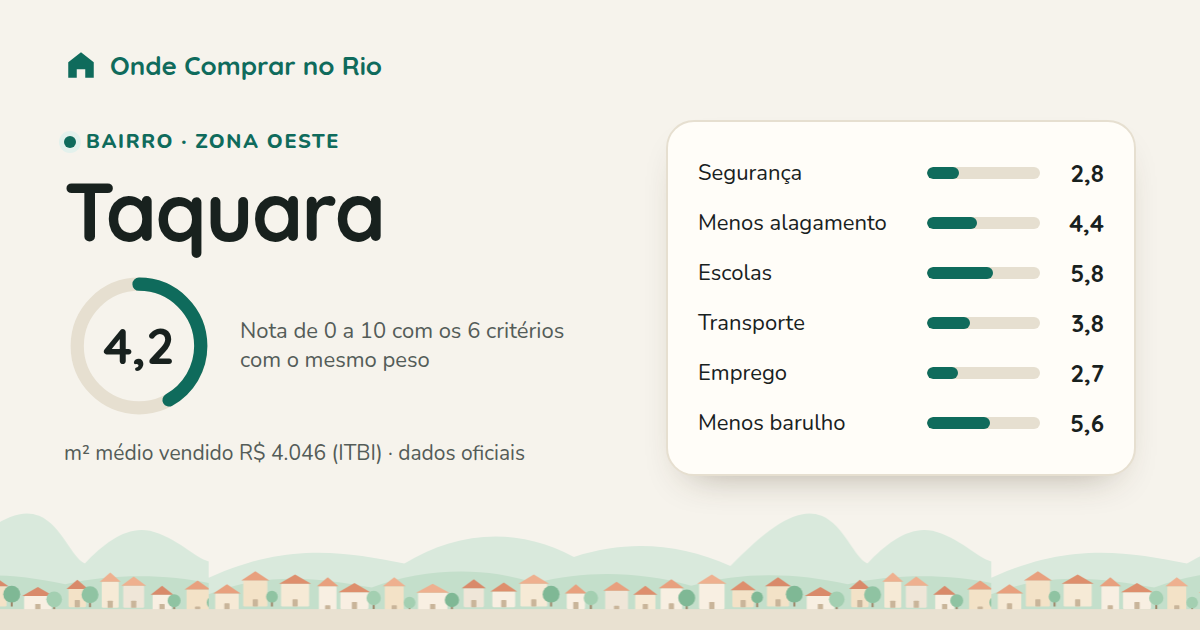 Onde Comprar no Rio
BAIRRO · ZONA OESTE
Taquara
4,2
Nota de 0 a 10 com os 6 critérios
com o mesmo peso
m² médio vendido R$ 4.046 (ITBI) · dados oficiais
Segurança 2,8
Menos alagamento 4,4
Escolas 5,8
Transporte 3,8
Emprego 2,7
Menos barulho 5,6